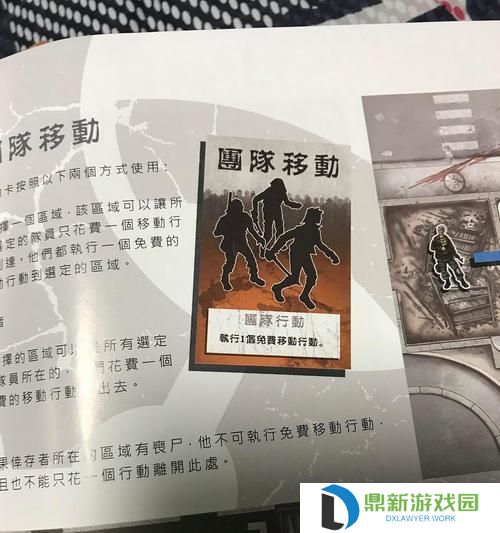 團隊移動
卡按照以下兩個方式使用：
擇一個區域，該區域可以讓所
選定的隊員只花費一個移動行
到達。他們都執行一個免費的
動行動到選定的區域。
者
擇的區域可以
所有選定
隊員所在的，
們花費一個
費的移動行動
出去。
果倖存者所在的區域有喪尸，他不可執行免費移動行動，
且也不能只花一個行動離開此處。
團隊移動
團隊行動
執行1個免費移動行動。
鼎新游戏园
DXLAYER.WORK